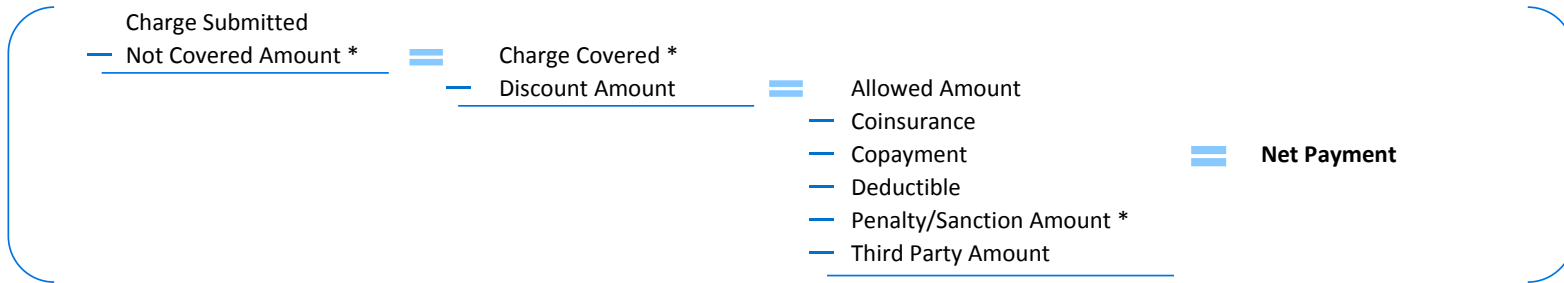 Charge Submitted
— Not Covered Amount * = Charge Covered *
— Discount Amount = Allowed Amount
— Coinsurance
— Copayment = Net Payment
— Deductible
— Penalty/Sanction Amount *
— Third Party Amount